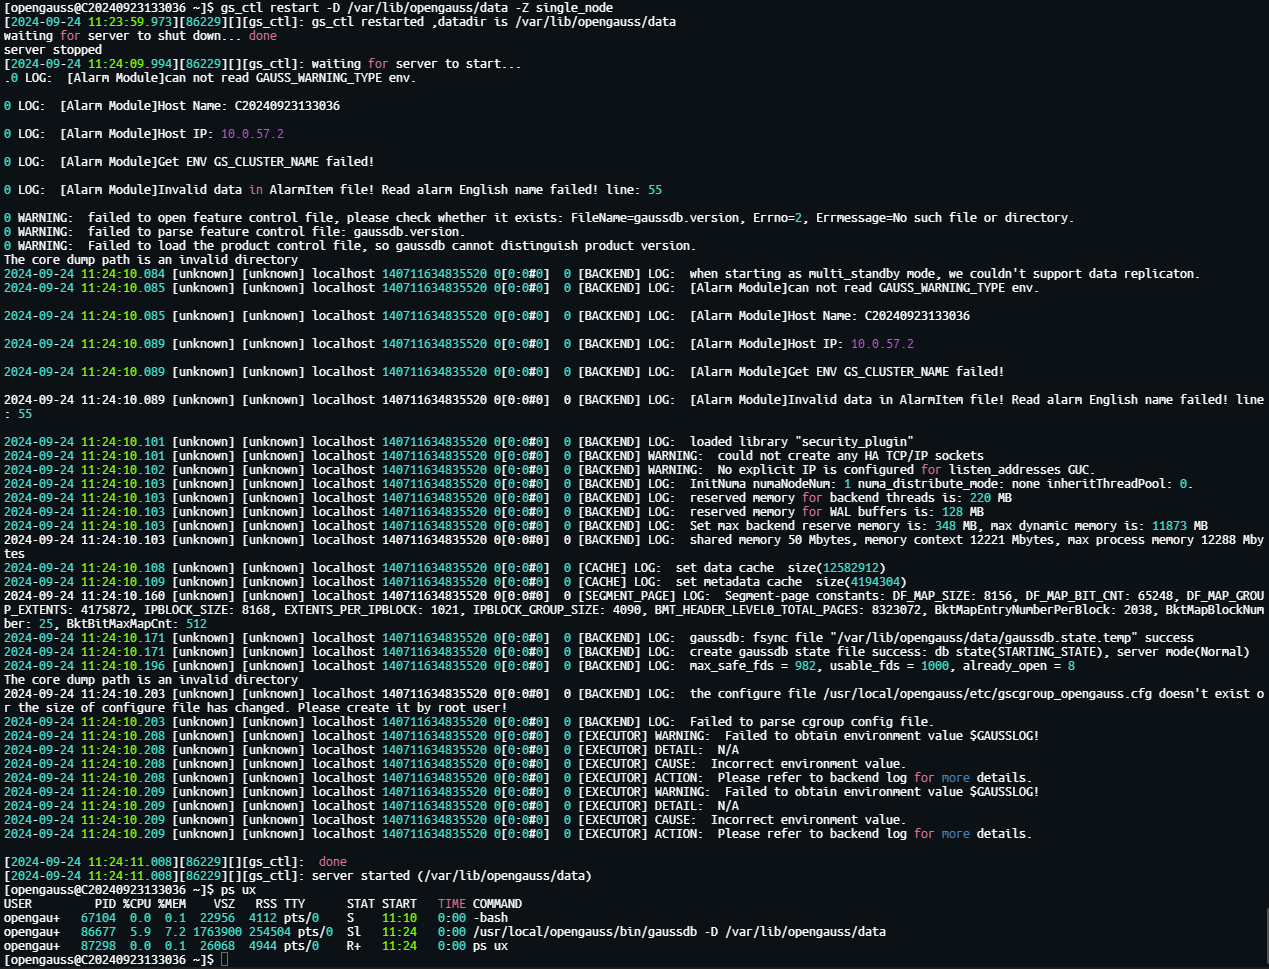 [opengauss@C20240923133036 ~]$ gs_ctl restart -D /var/lib/opengauss/data -Z single_node
[2024-09-24 11:23:59.973][86229][][gs_ctl]: gs_ctl restarted ,datadir is /var/lib/opengauss/data
waiting for server to shut down... done
server stopped
[2024-09-24 11:24:09.994][86229][][gs_ctl]: waiting for server to start...
.0 LOG:  [Alarm Module]can not read GAUSS_WARNING_TYPE env.
0 LOG:  [Alarm Module]Host Name: C20240923133036
0 LOG:  [Alarm Module]Host IP: 10.0.57.2
0 LOG:  [Alarm Module]Get ENV GS_CLUSTER_NAME failed!
0 LOG:  [Alarm Module]Invalid data in AlarmItem file! Read alarm English name failed! line: 55
0 WARNING:  failed to open feature control file, please check whether it exists: FileName=gaussdb.version, Errno=2, Errmessage=No such file or directory.
0 WARNING:  failed to parse feature control file: gaussdb.version.
0 WARNING:  Failed to load the product control file, so gaussdb cannot distinguish product version.
The core dump path is an invalid directory
2024-09-24 11:24:10.084 [unknown] [unknown] localhost 140711634835520 0[0:0#0]  0 [BACKEND] LOG:  when starting as multi_standby mode, we couldn't support data replicaton.
2024-09-24 11:24:10.085 [unknown] [unknown] localhost 140711634835520 0[0:0#0]  0 [BACKEND] LOG:  [Alarm Module]can not read GAUSS_WARNING_TYPE env.
2024-09-24 11:24:10.085 [unknown] [unknown] localhost 140711634835520 0[0:0#0]  0 [BACKEND] LOG:  [Alarm Module]Host Name: C20240923133036
2024-09-24 11:24:10.089 [unknown] [unknown] localhost 140711634835520 0[0:0#0]  0 [BACKEND] LOG:  [Alarm Module]Host IP: 10.0.57.2
2024-09-24 11:24:10.089 [unknown] [unknown] localhost 140711634835520 0[0:0#0]  0 [BACKEND] LOG:  [Alarm Module]Get ENV GS_CLUSTER_NAME failed!
2024-09-24 11:24:10.089 [unknown] [unknown] localhost 140711634835520 0[0:0#0]  0 [BACKEND] LOG:  [Alarm Module]Invalid data in AlarmItem file! Read alarm English name failed! line
: 55
2024-09-24 11:24:10.101 [unknown] [unknown] localhost 140711634835520 0[0:0#0]  0 [BACKEND] LOG:  loaded library "security_plugin"
2024-09-24 11:24:10.101 [unknown] [unknown] localhost 140711634835520 0[0:0#0]  0 [BACKEND] WARNING:  could not create any HA TCP/IP sockets
2024-09-24 11:24:10.102 [unknown] [unknown] localhost 140711634835520 0[0:0#0]  0 [BACKEND] WARNING:  No explicit IP is configured for listen_addresses GUC.
2024-09-24 11:24:10.103 [unknown] [unknown] localhost 140711634835520 0[0:0#0]  0 [BACKEND] LOG:  InitNuma numaNodeNum: 1 numa_distribute_mode: none inheritThreadPool: 0.
2024-09-24 11:24:10.103 [unknown] [unknown] localhost 140711634835520 0[0:0#0]  0 [BACKEND] LOG:  reserved memory for backend threads is: 220 MB
2024-09-24 11:24:10.103 [unknown] [unknown] localhost 140711634835520 0[0:0#0]  0 [BACKEND] LOG:  reserved memory for WAL buffers is: 128 MB
2024-09-24 11:24:10.103 [unknown] [unknown] localhost 140711634835520 0[0:0#0]  0 [BACKEND] LOG:  Set max backend reserve memory is: 348 MB, max dynamic memory is: 11873 MB
2024-09-24 11:24:10.103 [unknown] [unknown] localhost 140711634835520 0[0:0#0]  0 [BACKEND] LOG:  shared memory 50 Mbytes, memory context 12221 Mbytes, max process memory 12288 Mby
tes
2024-09-24 11:24:10.108 [unknown] [unknown] localhost 140711634835520 0[0:0#0]  0 [CACHE] LOG:  set data cache  size(12582912)
2024-09-24 11:24:10.109 [unknown] [unknown] localhost 140711634835520 0[0:0#0]  0 [CACHE] LOG:  set metadata cache  size(4194304)
2024-09-24 11:24:10.160 [unknown] [unknown] localhost 140711634835520 0[0:0#0]  0 [SEGMENT_PAGE] LOG:  Segment-page constants: DF_MAP_SIZE: 8156, DF_MAP_BIT_CNT: 65248, DF_MAP_GROU
P_EXTENTS: 4175872, IPBLOCK_SIZE: 8168, EXTENTS_PER_IPBLOCK: 1021, IPBLOCK_GROUP_SIZE: 4090, BMT_HEADER_LEVEL0_TOTAL_PAGES: 8323072, BktMapEntryNumberPerBlock: 2038, BktMapBlockNum
ber: 25, BktBitMaxMapCnt: 512
2024-09-24 11:24:10.171 [unknown] [unknown] localhost 140711634835520 0[0:0#0]  0 [BACKEND] LOG:  gaussdb: fsync file "/var/lib/opengauss/data/gaussdb.state.temp" success
2024-09-24 11:24:10.171 [unknown] [unknown] localhost 140711634835520 0[0:0#0]  0 [BACKEND] LOG:  create gaussdb state file success: db state(STARTING_STATE), server mode(Normal)
2024-09-24 11:24:10.196 [unknown] [unknown] localhost 140711634835520 0[0:0#0]  0 [BACKEND] LOG:  max_safe_fds = 982, usable_fds = 1000, already_open = 8
The core dump path is an invalid directory
2024-09-24 11:24:10.203 [unknown] [unknown] localhost 140711634835520 0[0:0#0]  0 [BACKEND] LOG:  the configure file /usr/local/opengauss/etc/gscgroup_opengauss.cfg doesn't exist o
r the size of configure file has changed. Please create it by root user!
2024-09-24 11:24:10.203 [unknown] [unknown] localhost 140711634835520 0[0:0#0]  0 [BACKEND] LOG:  Failed to parse cgroup config file.
2024-09-24 11:24:10.208 [unknown] [unknown] localhost 140711634835520 0[0:0#0]  0 [EXECUTOR] WARNING:  Failed to obtain environment value $GAUSSLOG!
2024-09-24 11:24:10.208 [unknown] [unknown] localhost 140711634835520 0[0:0#0]  0 [EXECUTOR] DETAIL:  N/A
2024-09-24 11:24:10.208 [unknown] [unknown] localhost 140711634835520 0[0:0#0]  0 [EXECUTOR] CAUSE:  Incorrect environment value.
2024-09-24 11:24:10.208 [unknown] [unknown] localhost 140711634835520 0[0:0#0]  0 [EXECUTOR] ACTION:  Please refer to backend log for more details.
2024-09-24 11:24:10.209 [unknown] [unknown] localhost 140711634835520 0[0:0#0]  0 [EXECUTOR] WARNING:  Failed to obtain environment value $GAUSSLOG!
2024-09-24 11:24:10.209 [unknown] [unknown] localhost 140711634835520 0[0:0#0]  0 [EXECUTOR] DETAIL:  N/A
2024-09-24 11:24:10.209 [unknown] [unknown] localhost 140711634835520 0[0:0#0]  0 [EXECUTOR] CAUSE:  Incorrect environment value.
2024-09-24 11:24:10.209 [unknown] [unknown] localhost 140711634835520 0[0:0#0]  0 [EXECUTOR] ACTION:  Please refer to backend log for more details.
[2024-09-24 11:24:11.008][86229][][gs_ctl]:  done
[2024-09-24 11:24:11.008][86229][][gs_ctl]: server started (/var/lib/opengauss/data)
[opengauss@C20240923133036 ~]$ ps ux
USER         PID %CPU %MEM    VSZ   RSS TTY      STAT START   TIME COMMAND
opengau+   67104  0.0  0.1  22956  4112 pts/0    S    11:10   0:00 -bash
opengau+   86677  5.9  7.2 1763900 254504 pts/0  Sl   11:24   0:00 /usr/local/opengauss/bin/gaussdb -D /var/lib/opengauss/data
opengau+   87298  0.0  0.1  26068  4944 pts/0    R+   11:24   0:00 ps ux
[opengauss@C20240923133036 ~]$